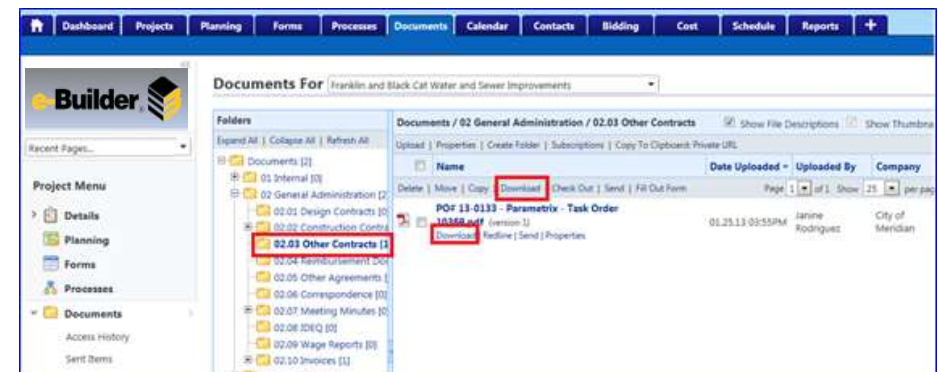 Dashboard Projects Planning Forms Processes Documents Calendar Contacts Bidding Cost Schedule Reports +
e-Builder
Documents For Franklin and Black Cat Water and Sewer Improvements
Recent Pages...
Project Menu
Details
Planning
Forms
Processes
Documents
Access History
Sent Items
Folders
Expand All | Collapse All | Refresh All
Documents [2]
01 Internal [0]
02 General Administration [2
02.01 Design Contracts [0
02.02 Construction Contra
02.03 Other Contracts [1
02.04 Reimbursement Doc
02.05 Other Agreements [
02.06 Correspondence [0]
02.07 Meeting Minutes [0
02.08 IDEQ [0]
02.09 Wage Reports [0]
02.10 Invoices [1]
Documents / 02 General Administration / 02.03 Other Contracts Show File Descriptions Show Thumbna
Upload | Properties | Create Folder | Subscriptions | Copy To Clipboard: Private URL
Name Date Uploaded Uploaded By Company
Delete | Move | Copy | Download | Check Out | Send | Fill Out Form Page 1 of 1 Show 25 per pag
PO# 13-0133 - Parametrix - Task Order
10359.pdf (version 1)
Download | Redline | Send | Properties
01.25.13 03:55PM
Janine
Rodriguez
City of
Meridian